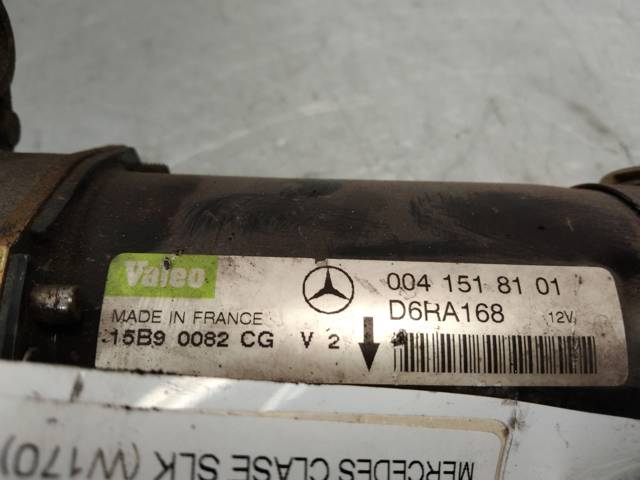 Valeo
004 151 81 01
D6RA168 12V
MADE IN FRANCE
15B9 0082 CG V 2
MERCEDES CLASE SLK (W170)